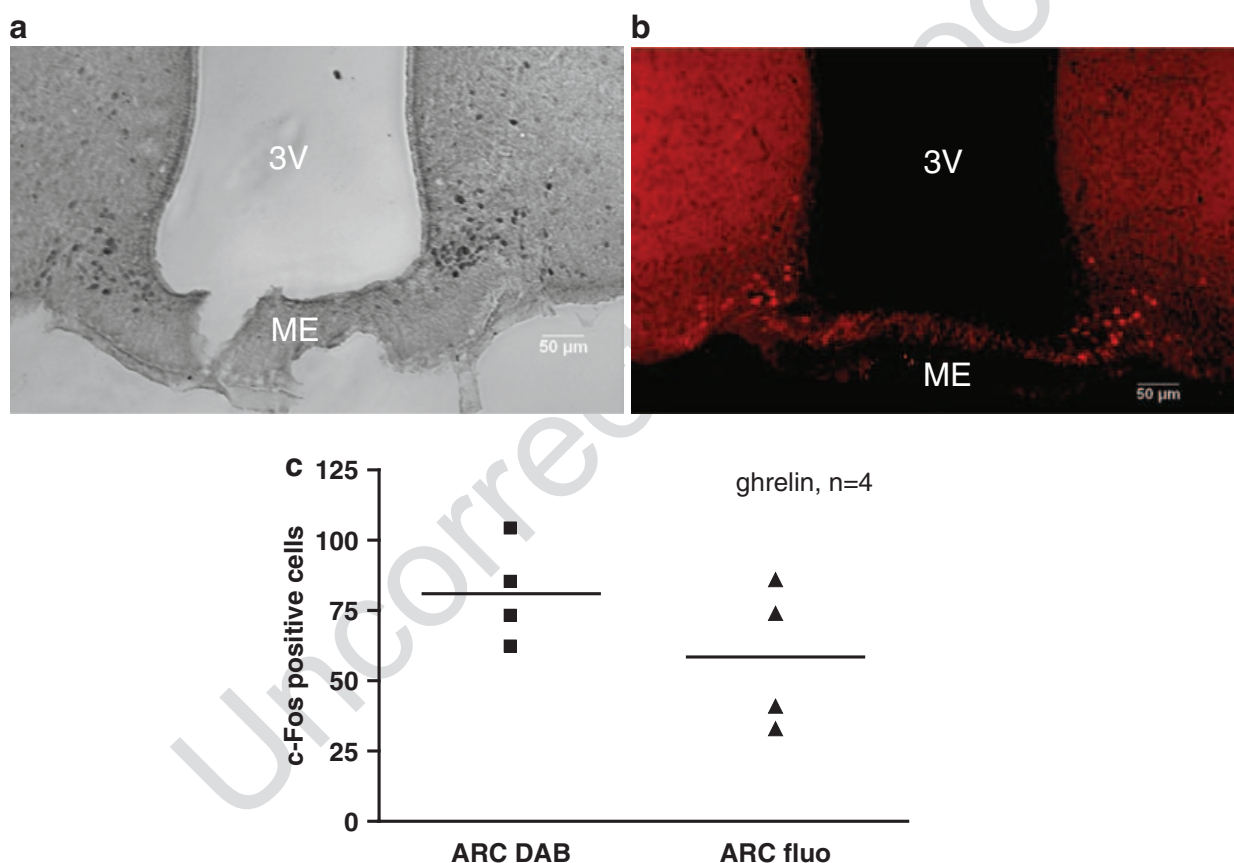 a
3V
ME
50 µm
b
3V
ME
50 µm
c
ghrelin, n=4
c-Fos positive cells
125
100
75
50
25
0
ARC DAB
ARC fluo